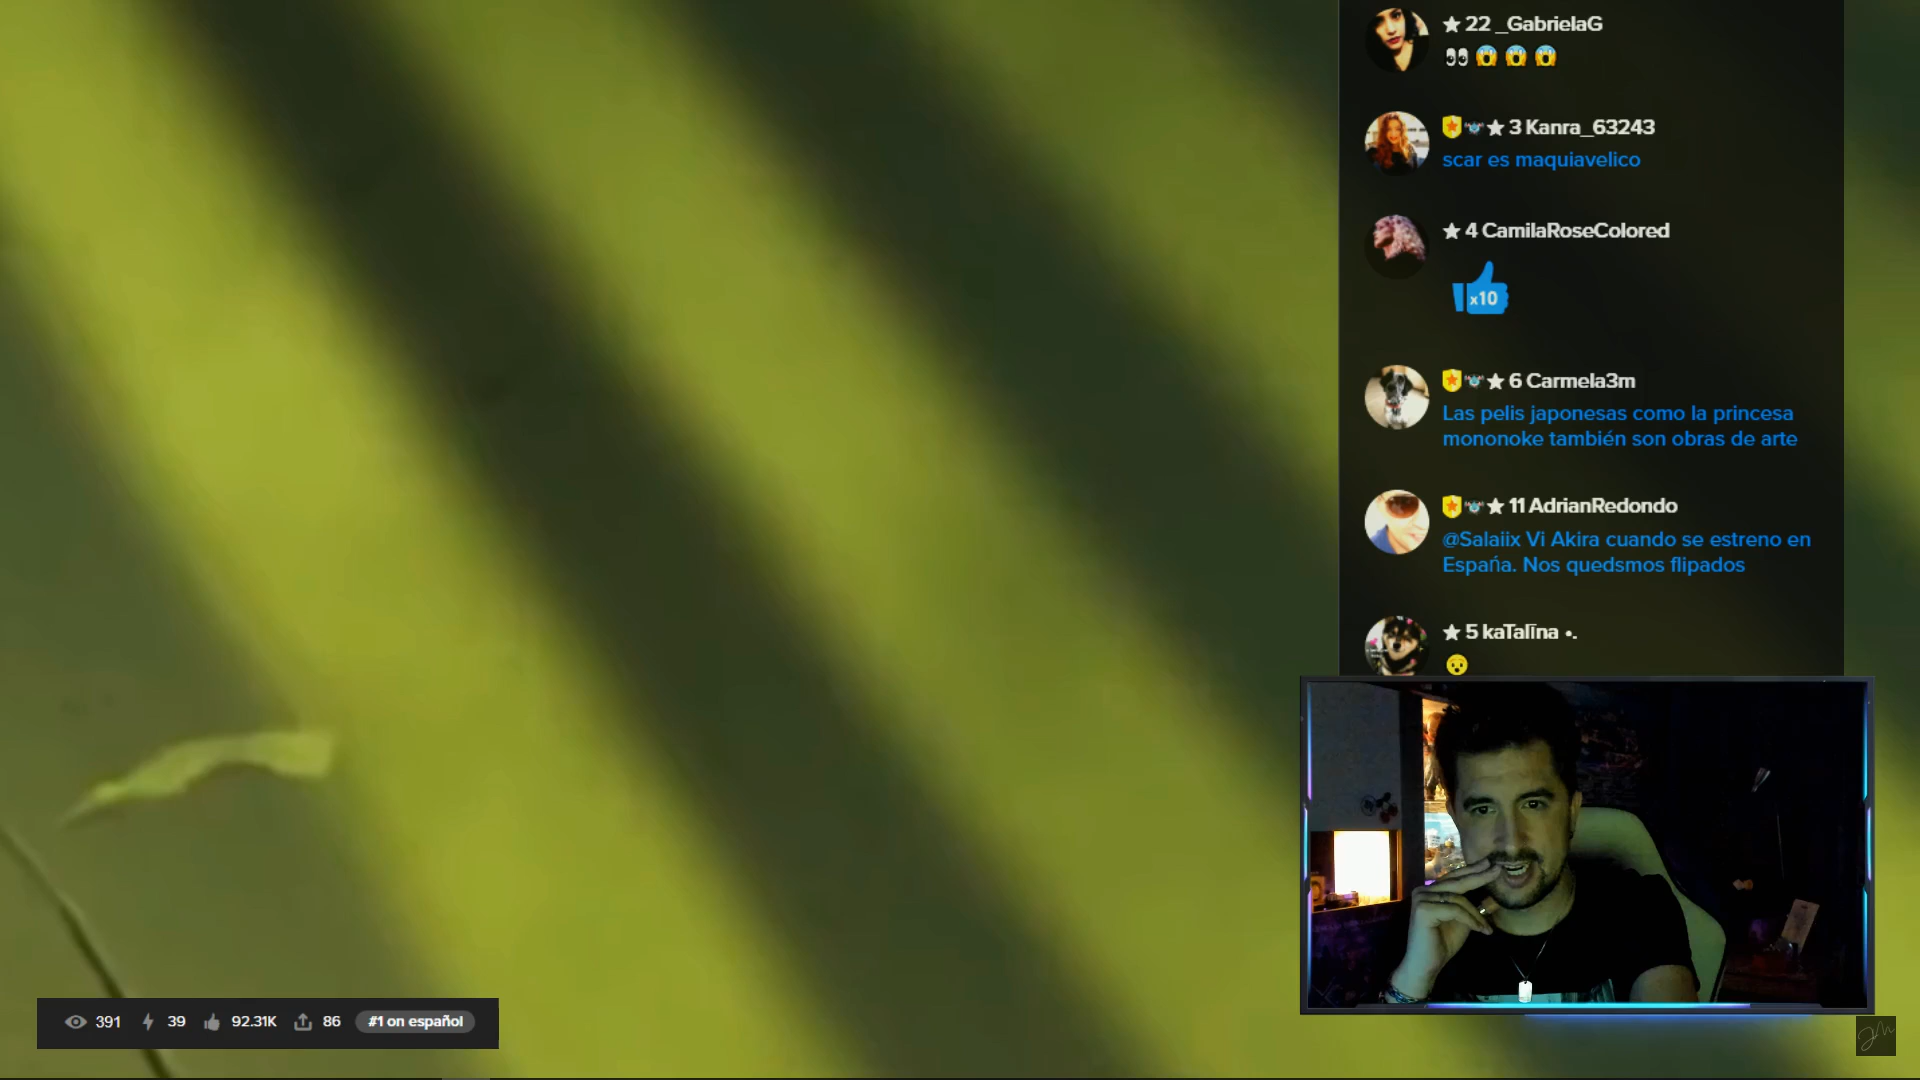 22 _GabrielaG
3 Kanra_63243
scar es maquiavelico
4 CamilaRoseColored
x10
6 Carmela3m
Las pelis japonesas como la princesa
mononoke también son obras de arte
11 AdrianRedondo
@Salaiix Vi Akira cuando se estreno en
España. Nos quedsmos flipados
5 kaTalīna •.
391 39 92.31K 86 #1 on español
JM